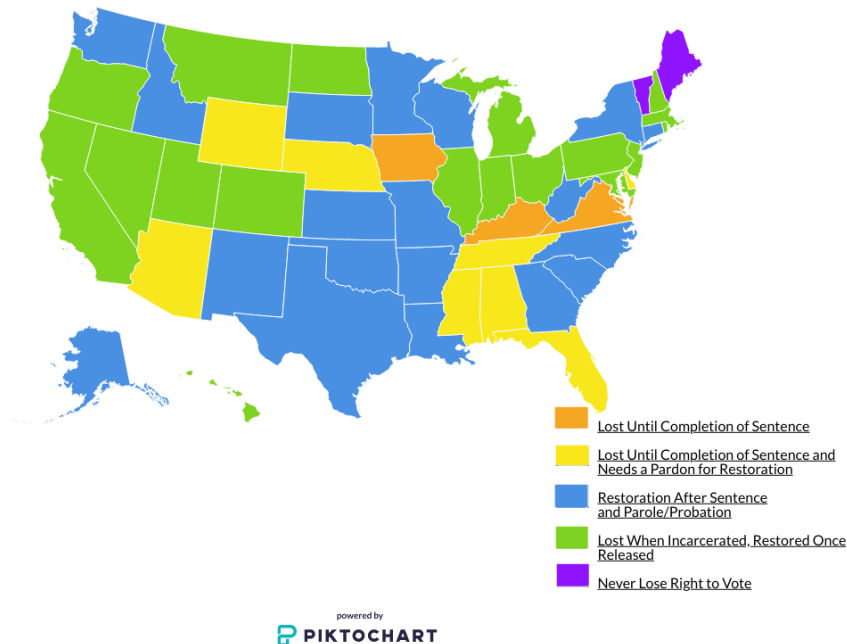 Lost Until Completion of Sentence
Lost Until Completion of Sentence and
Needs a Pardon for Restoration
Restoration After Sentence
and Parole/Probation
Lost When Incarcerated, Restored Once
Released
Never Lose Right to Vote
powered by
PIKTOCHART